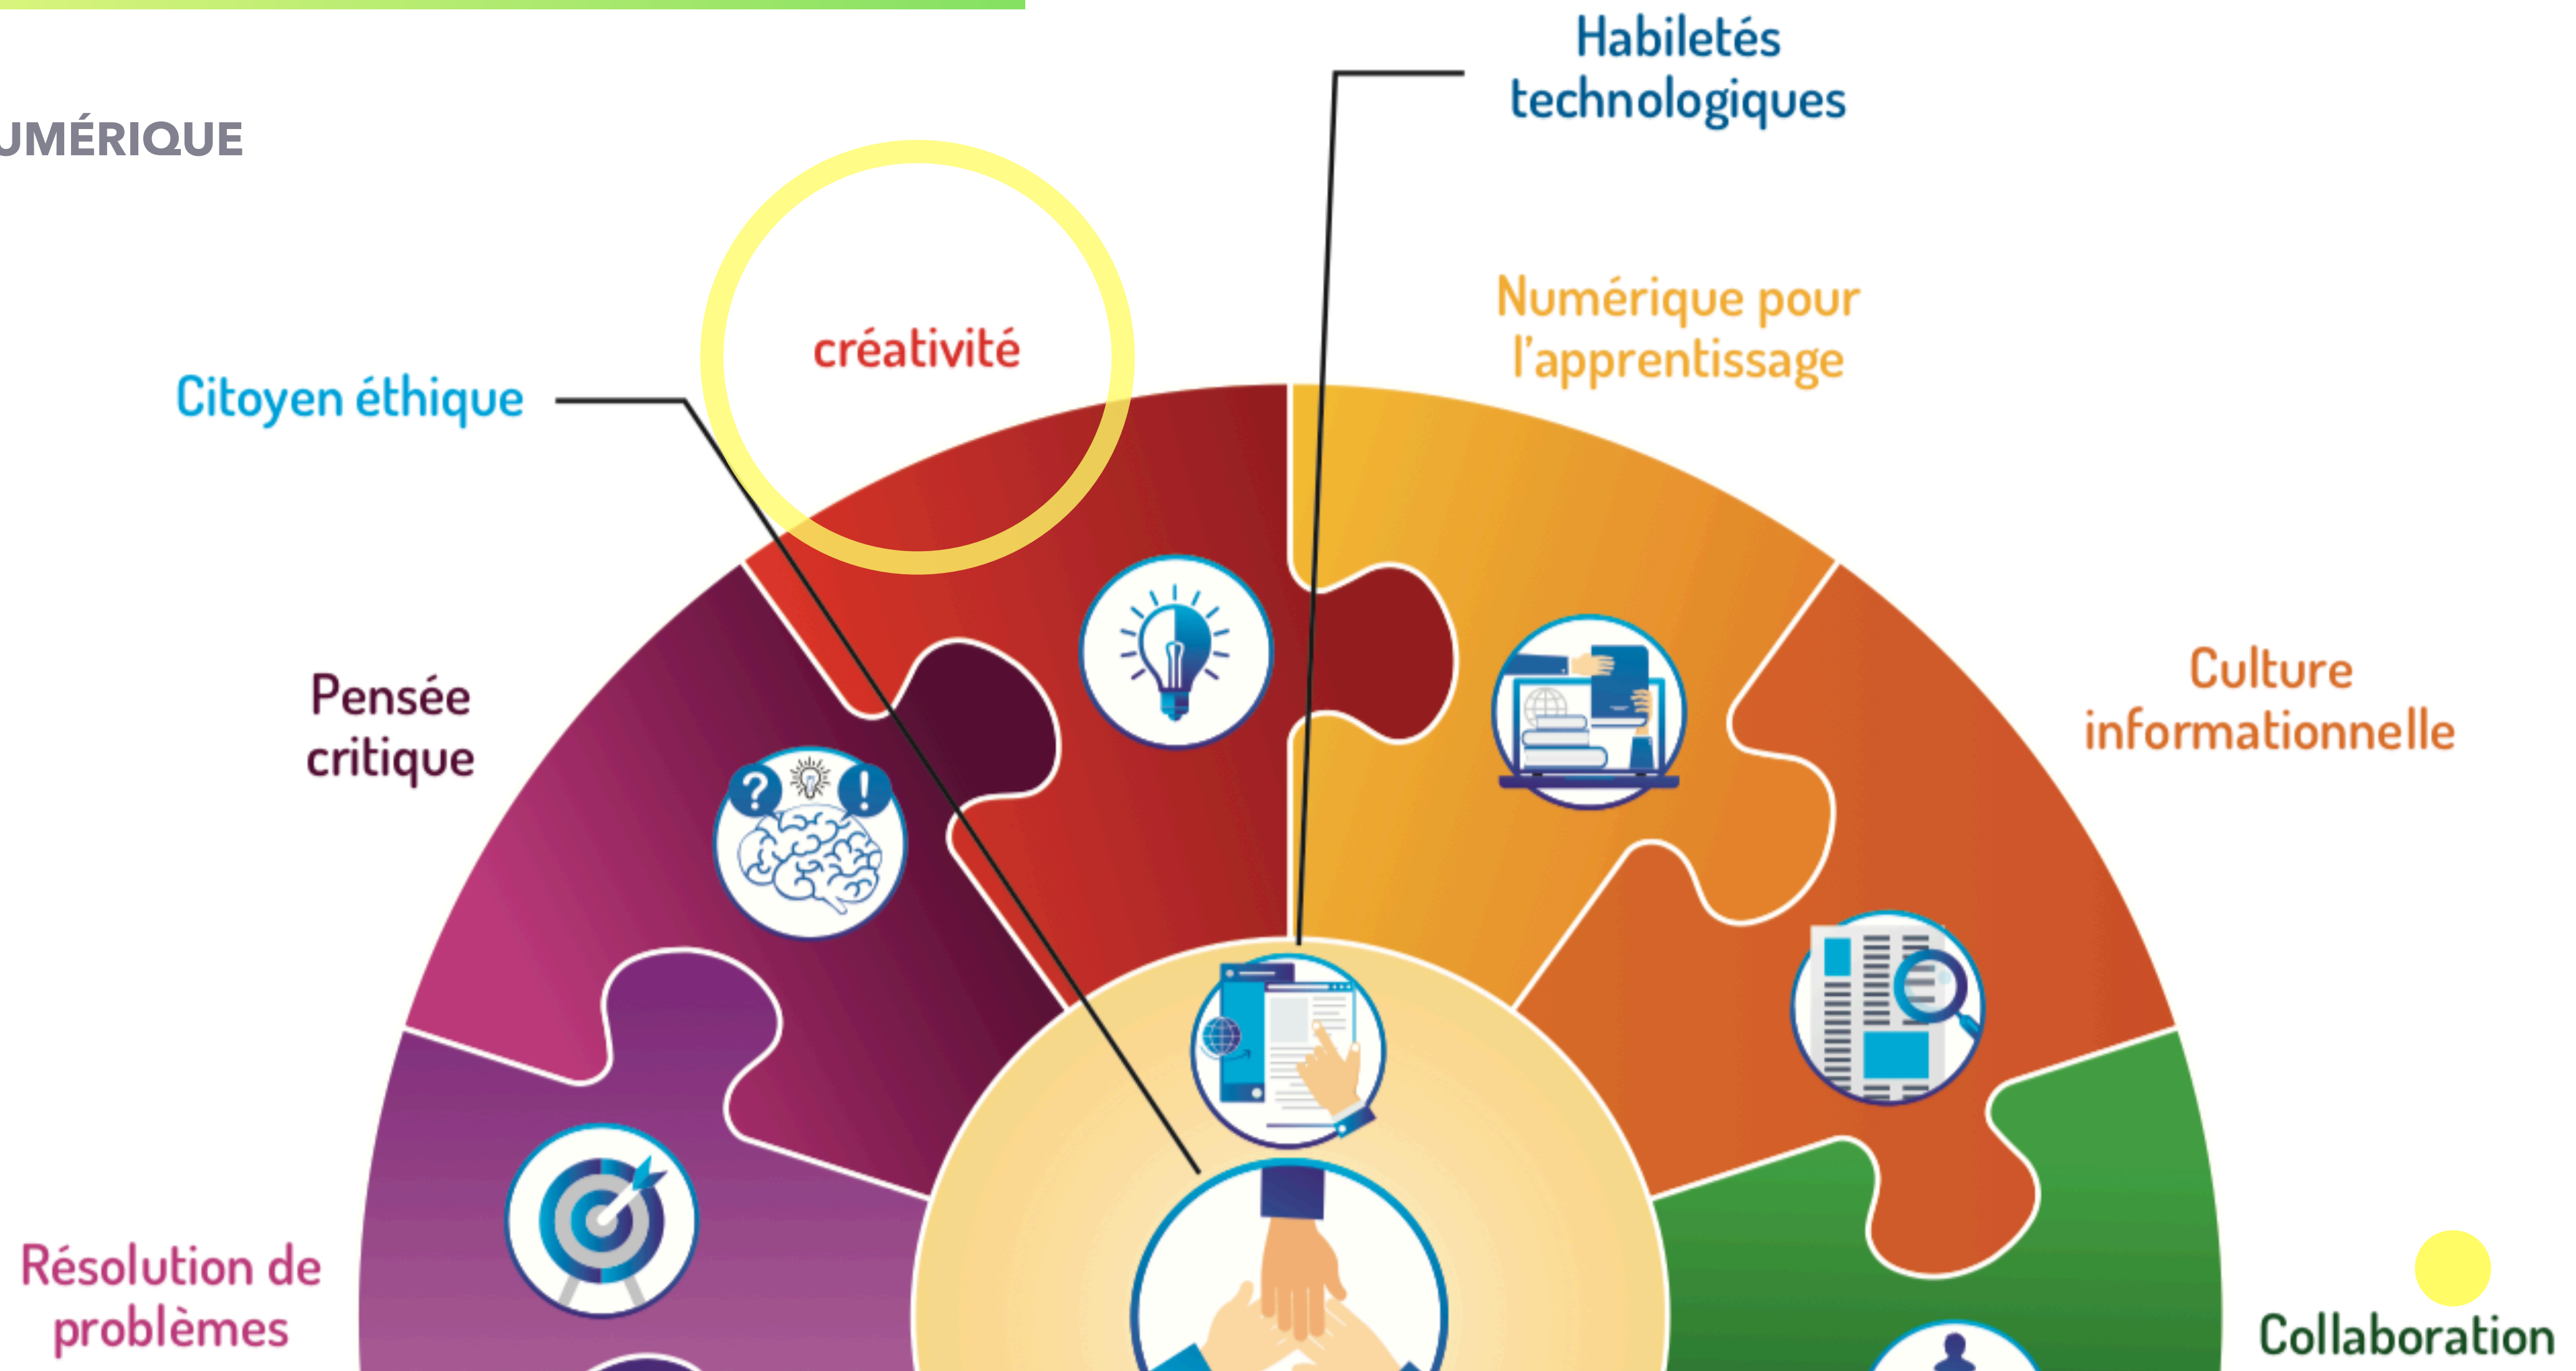 Habiletés
technologiques
UMÉRIQUE
Numérique pour
l'apprentissage
créativité
Citoyen éthique
Culture
informationnelle
Pensée
critique
?
!
Résolution de
problèmes
Collaboration